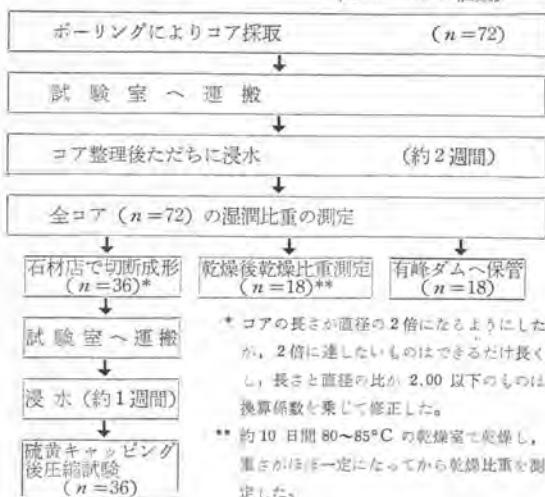 ボーリングによりコア採取 (n=72)
↓
試験室へ運搬
↓
コア整理後ただちに浸水 (約2週間)
↓
全コア (n=72) の湿潤比重の測定
↓ ↓ ↓
石材店で切断成形
(n=36)*
↓
試験室へ運搬
↓
浸水(約1週間)
↓
硫黄キャッピング
後圧縮試験
(n=36)
乾燥後乾燥比重測定
(n=18)**
有峰ダムへ保管
(n=18)
* コアの長さが直径の2倍になるようにした
が,2倍に達しないものはできるだけ長く
し,長さと直径の比が 2.00 以下のものは
換算係数を乗じて修正した。
** 約10日間 80~85°C の乾燥室で乾燥し,
重さがほぼ一定になってから乾燥比重を測
定した。